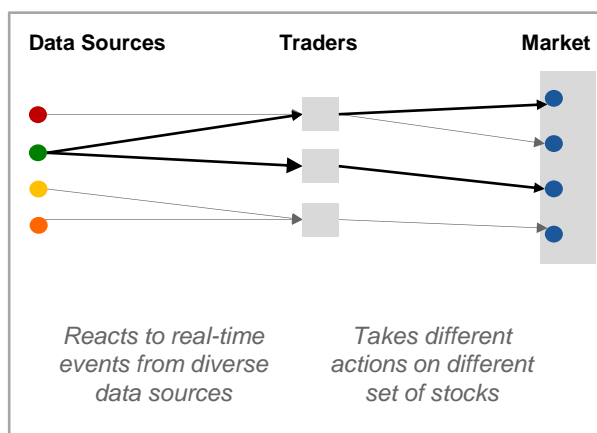 Data Sources
Traders
Market
Reacts to real-time
events from diverse
data sources
Takes different
actions on different
set of stocks